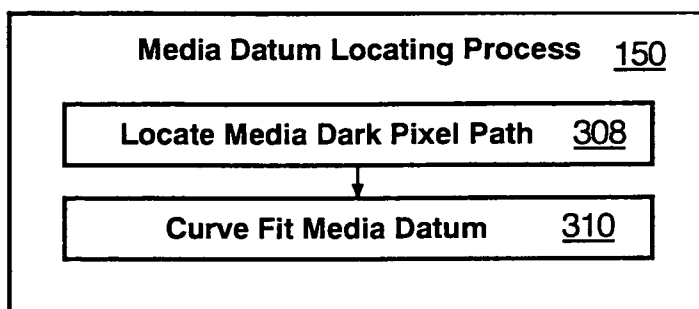 Media Datum Locating Process 150
Locate Media Dark Pixel Path 308
Curve Fit Media Datum 310